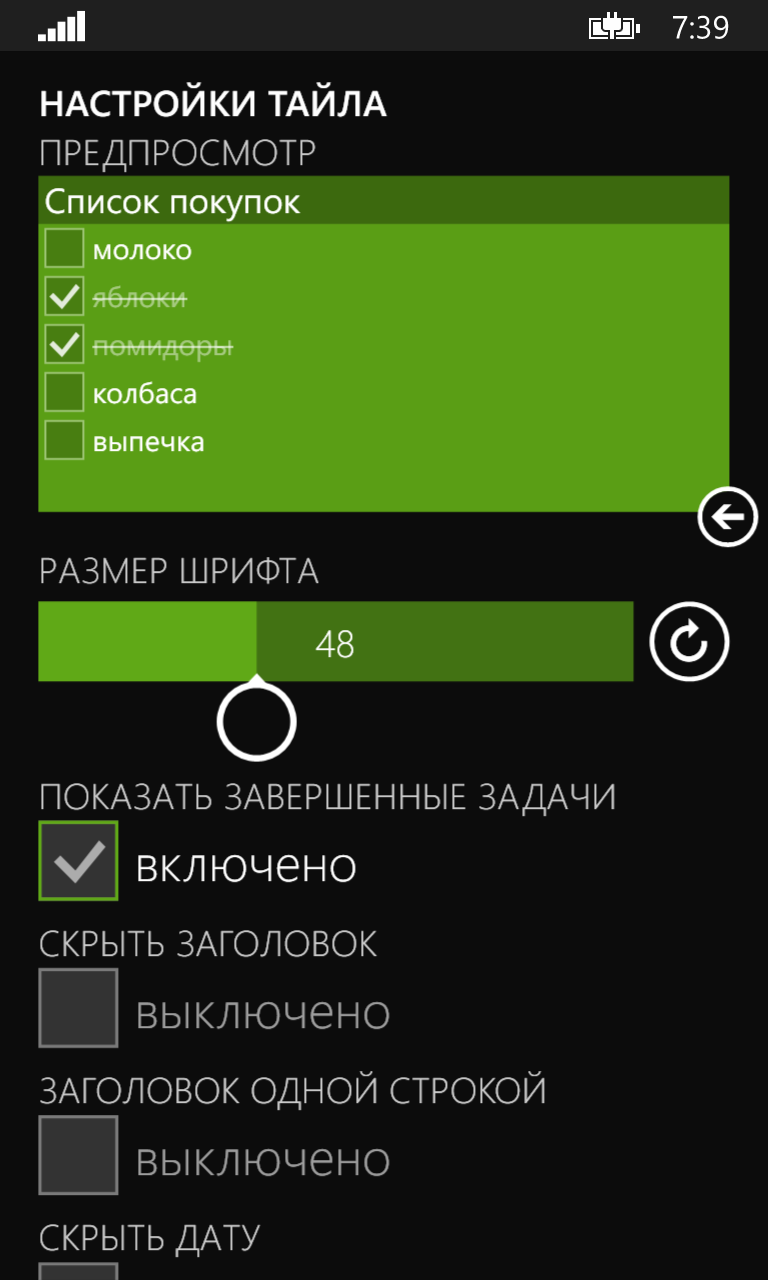 7:39
НАСТРОЙКИ ТАЙЛА
ПРЕДПРОСМОТР
Список покупок
молоко
яблоки
помидоры
колбаса
выпечка
РАЗМЕР ШРИФТА
48
ПОКАЗАТЬ ЗАВЕРШЕННЫЕ ЗАДАЧИ
включено
СКРЫТЬ ЗАГОЛОВОК
выключено
ЗАГОЛОВОК ОДНОЙ СТРОКОЙ
выключено
СКРЫТЬ ДАТУ